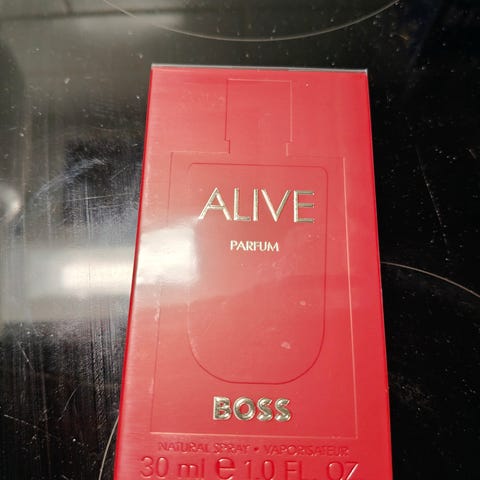 ALIVE
PARFUM
BOSS
NATURAL SPRAY • VAPORISATEUR
30 ml ℮ 1.0 FL. OZ